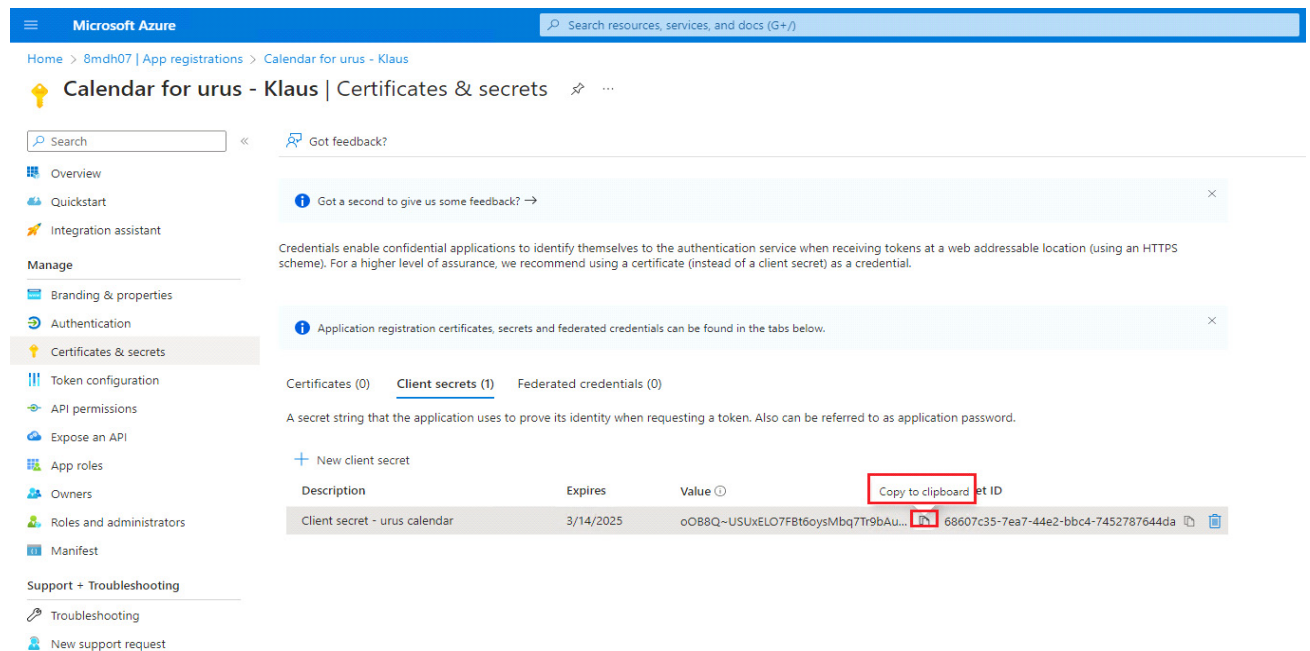 Microsoft Azure
Search resources, services, and docs (G+/)
Home > 8mdh07 | App registrations > Calendar for urus - Klaus
Calendar for urus - Klaus | Certificates & secrets
Search
Got feedback?
Overview
Quickstart
Integration assistant
Manage
Branding & properties
Authentication
Certificates & secrets
Token configuration
API permissions
Expose an API
App roles
Owners
Roles and administrators
Manifest
Support + Troubleshooting
Troubleshooting
New support request
Got a second to give us some feedback?
Credentials enable confidential applications to identify themselves to the authentication service when receiving tokens at a web addressable location (using an HTTPS
scheme). For a higher level of assurance, we recommend using a certificate (instead of a client secret) as a credential.
Application registration certificates, secrets and federated credentials can be found in the tabs below.
Certificates (0) Client secrets (1) Federated credentials (0)
A secret string that the application uses to prove its identity when requesting a token. Also can be referred to as application password.
New client secret
Description Expires Value Copy to clipboard et ID
Client secret - urus calendar 3/14/2025 oOB8Q~USUxELO7FBt6oysMbq7Tr9bAu... 68607c35-7ea7-44e2-bbc4-7452787644da